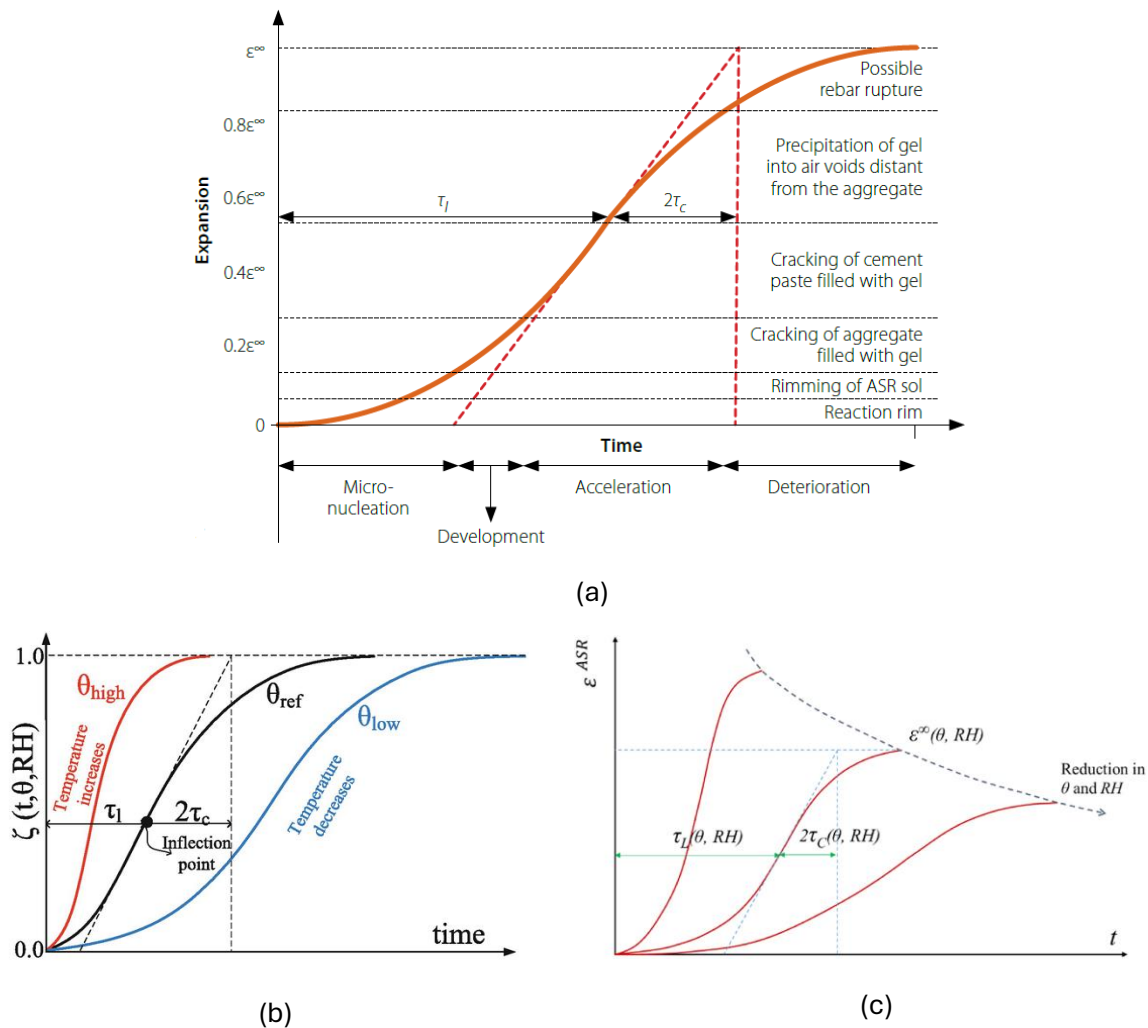 ε∞
0.8ε∞
0.6ε∞
0.4ε∞
0.2ε∞
0
Expansion
τl
2τc
Possible
rebar rupture
Precipitation of gel
into air voids distant
from the aggregate
Cracking of cement
paste filled with gel
Cracking of aggregate
filled with gel
Rimming of ASR sol
Reaction rim
Time
Micro-
nucleation
Development
Acceleration
Deterioration
(a)
1.0
0.0
ζ(t,θ,RH)
θhigh
Temperature
increases
θref
θlow
Temperature
decreases
τl
2τc
Inflection
point
time
(b)
ε ASR
ε∞(θ, RH)
Reduction in
θ and RH
τL(θ, RH)
2τC(θ, RH)
t
(c)